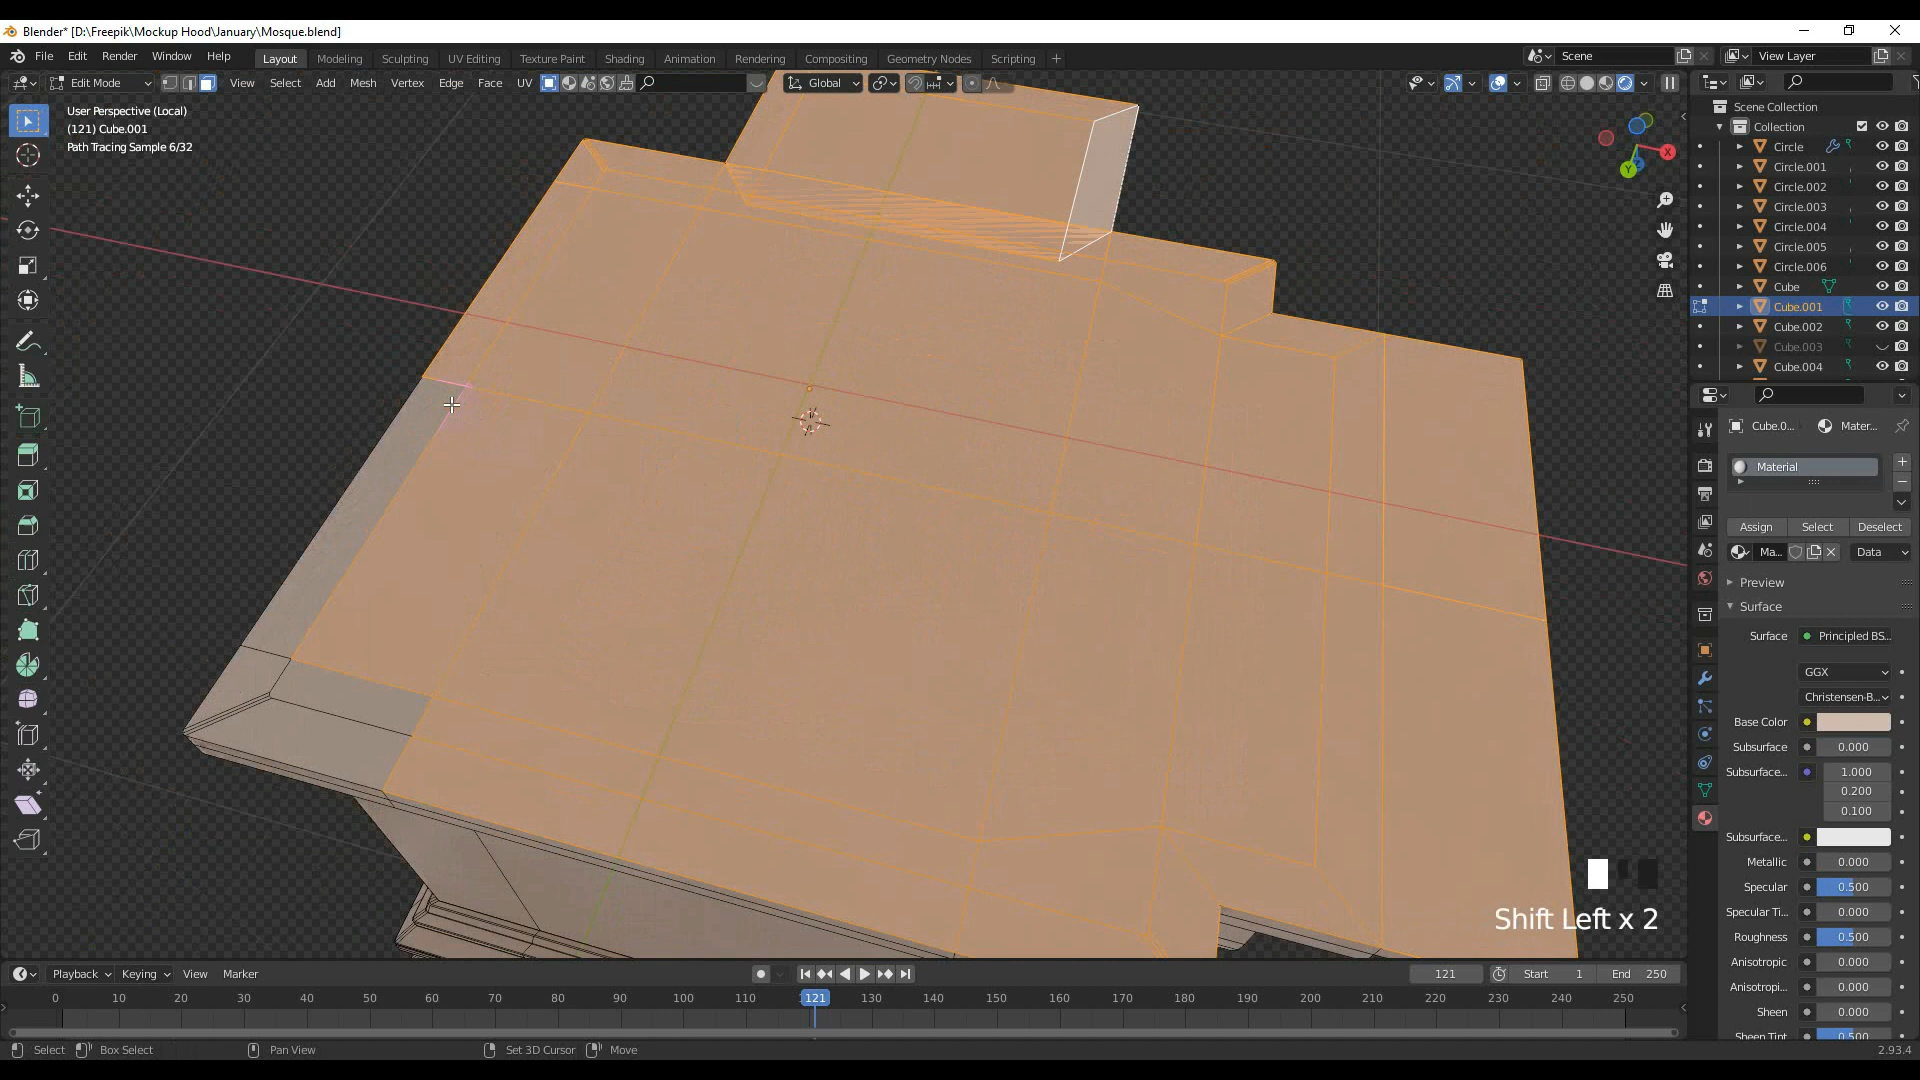 Blender* [D:\Freepik\Mockup Hood\January\Mosque.blend]
File Edit Render Window Help Layout Modeling Sculpting UV Editing Texture Paint Shading Animation Rendering Compositing Geometry Nodes Scripting + Scene View Layer
Edit Mode View Select Add Mesh Vertex Edge Face UV Global
User Perspective (Local)
(121) Cube.001
Path Tracing Sample 6/32
X
Y
Z
Scene Collection
Collection
Circle
Circle.001
Circle.002
Circle.003
Circle.004
Circle.005
Circle.006
Cube
Cube.001
Cube.002
Cube.003
Cube.004
Cube.0... Mater...
Material
Assign Select Deselect
Ma... Data
Preview
Surface
Surface Principled BS...
GGX
Christensen-B...
Base Color
Subsurface 0.000
Subsurface... 1.000
0.200
0.100
Subsurface...
Metallic 0.000
Specular 0.500
Specular Ti... 0.000
Roughness 0.500
Anisotropic 0.000
Anisotropi... 0.000
Sheen 0.000
Sheen Tint 0.500
Shift Left x 2
Playback Keying View Marker 121 Start 1 End 250
0 10 20 30 40 50 60 70 80 90 100 110 121 130 140 150 160 170 180 190 200 210 220 230 240 250
Select Box Select Pan View Set 3D Cursor Move 2.93.4